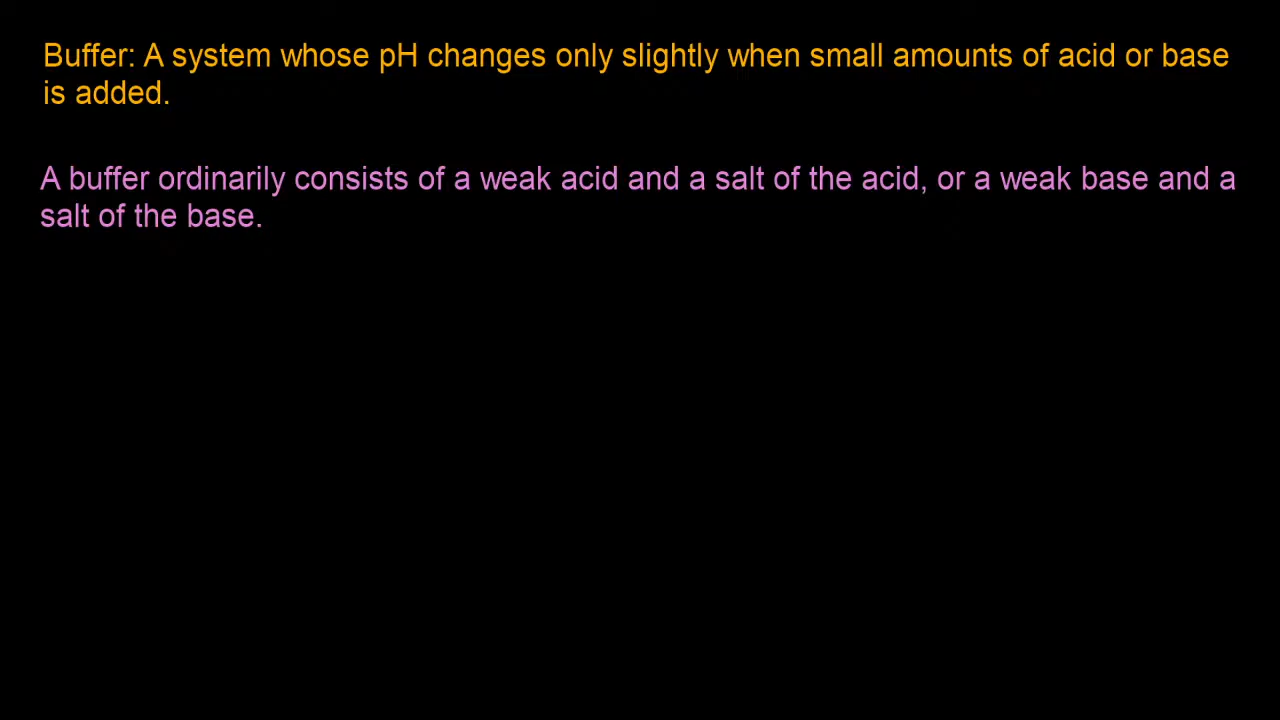 Buffer: A system whose pH changes only slightly when small amounts of acid or base
is added.
A buffer ordinarily consists of a weak acid and a salt of the acid, or a weak base and a
salt of the base.